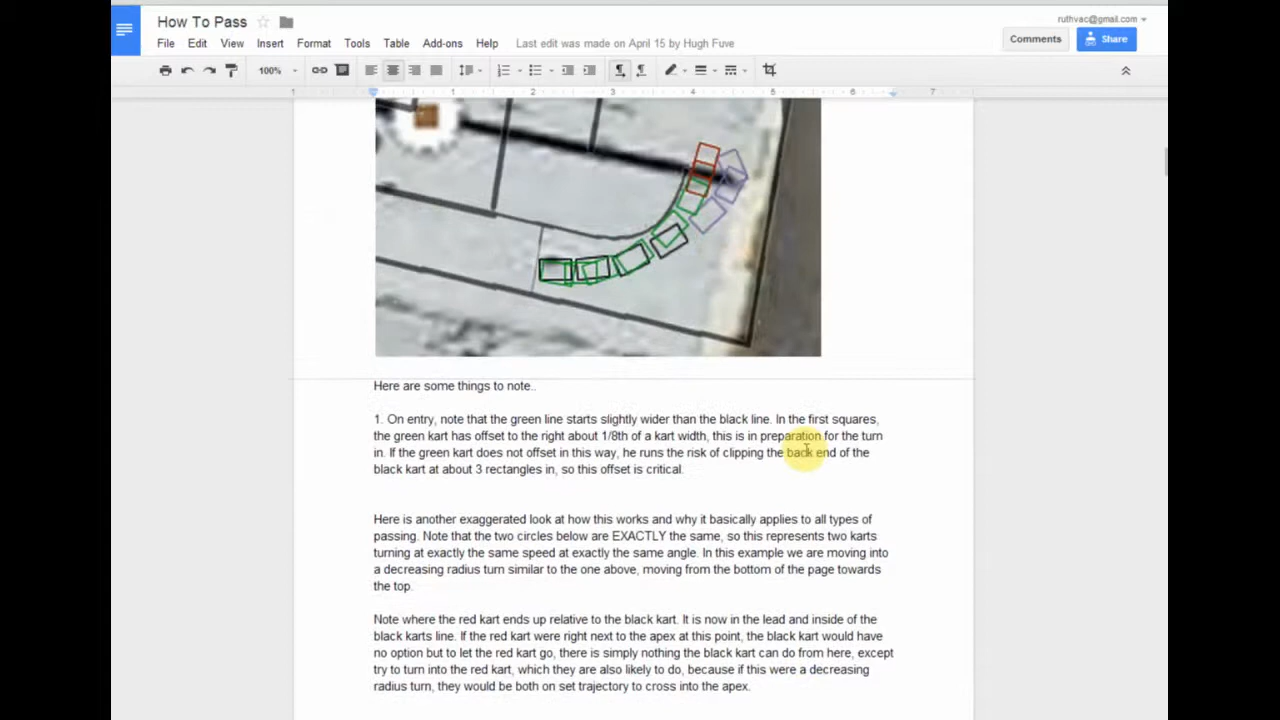 How To Pass
ruthvac@gmail.com
File Edit View Insert Format Tools Table Add-ons Help Last edit was made on April 15 by Hugh Fuve
Comments Share
100%
1 1 2 3 4 5 6 7
Here are some things to note..
1. On entry, note that the green line starts slightly wider than the black line. In the first squares,
the green kart has offset to the right about 1/8th of a kart width, this is in preparation for the turn
in. If the green kart does not offset in this way, he runs the risk of clipping the back end of the
black kart at about 3 rectangles in, so this offset is critical.
Here is another exaggerated look at how this works and why it basically applies to all types of
passing. Note that the two circles below are EXACTLY the same, so this represents two karts
turning at exactly the same speed at exactly the same angle. In this example we are moving into
a decreasing radius turn similar to the one above, moving from the bottom of the page towards
the top.
Note where the red kart ends up relative to the black kart. It is now in the lead and inside of the
black karts line. If the red kart were right next to the apex at this point, the black kart would have
no option but to let the red kart go, there is simply nothing the black kart can do from here, except
try to turn into the red kart, which they are also likely to do, because if this were a decreasing
radius turn, they would be both on set trajectory to cross into the apex.